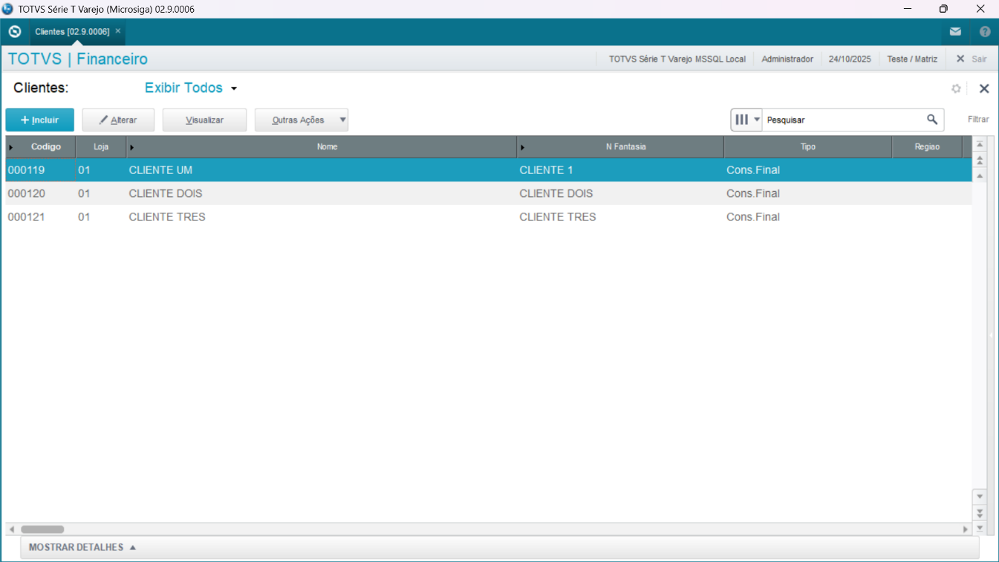 TOTVS Série T Varejo (Microsiga) 02.9.0006
Clientes [02.9.0006] ×
TOTVS | Financeiro TOTVS Série T Varejo MSSQL Local Administrador 24/10/2025 Teste / Matriz Sair
Clientes: Exibir Todos
+ Incluir Alterar Visualizar Outras Ações Pesquisar Filtrar
Codigo Loja Nome N Fantasia Tipo Regiao
000119 01 CLIENTE UM CLIENTE 1 Cons.Final
000120 01 CLIENTE DOIS CLIENTE DOIS Cons.Final
000121 01 CLIENTE TRES CLIENTE TRES Cons.Final
MOSTRAR DETALHES